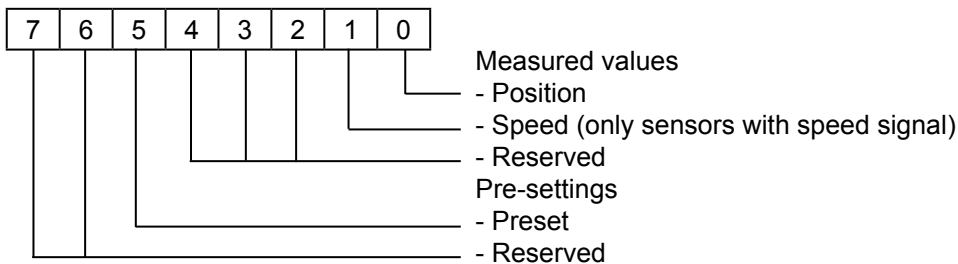 7 6 5 4 3 2 1 0
Measured values
- Position
- Speed (only sensors with speed signal)
- Reserved
Pre-settings
- Preset
- Reserved